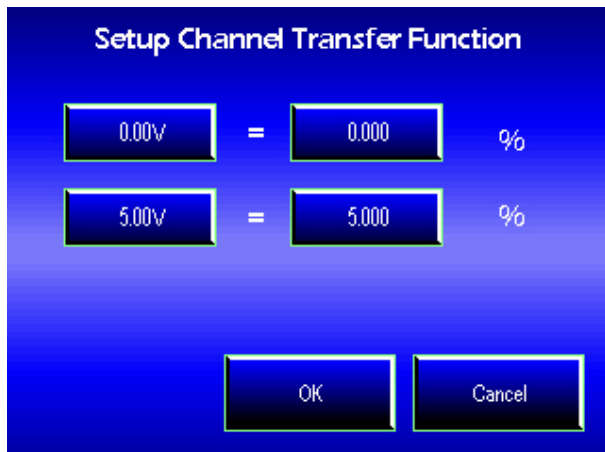 Setup Channel Transfer Function
0.00V = 0.000 %
5.00V = 5.000 %
OK Cancel